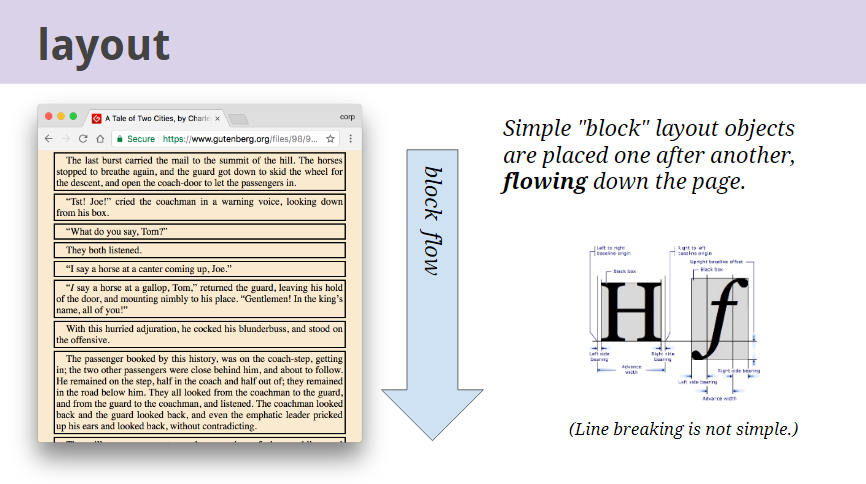 layout
A Tale of Two Cities, by Charle
corp
Secure
https://www.gutenberg.org/files/98/9...
The last burst carried the mail to the summit of the hill. The horses
stopped to breathe again, and the guard got down to skid the wheel for
the descent, and open the coach-door to let the passengers in.
“Tst! Joe!” cried the coachman in a warning voice, looking down
from his box.
“What do you say, Tom?”
They both listened.
“I say a horse at a canter coming up, Joe.”
“I say a horse at a gallop, Tom,” returned the guard, leaving his hold
of the door, and mounting nimbly to his place. “Gentlemen! In the king’s
name, all of you!”
With this hurried adjuration, he cocked his blunderbuss, and stood on
the offensive.
The passenger booked by this history, was on the coach-step, getting
in; the two other passengers were close behind him, and about to follow.
He remained on the step, half in the coach and half out of; they remained
in the road below him. They all looked from the coachman to the guard,
and from the guard to the coachman, and listened. The coachman looked
back and the guard looked back, and even the emphatic leader pricked
up his ears and looked back, without contradicting.
block flow
Simple "block" layout objects
are placed one after another,
flowing down the page.
Left to right
baseline origin
Right to left
baseline origin
Upright baseline offset
Black box
Black box
H f
Left side
bearing
Right side
bearing
Advance
width
Left side bearing
Right side bearing
Advance width
(Line breaking is not simple.)